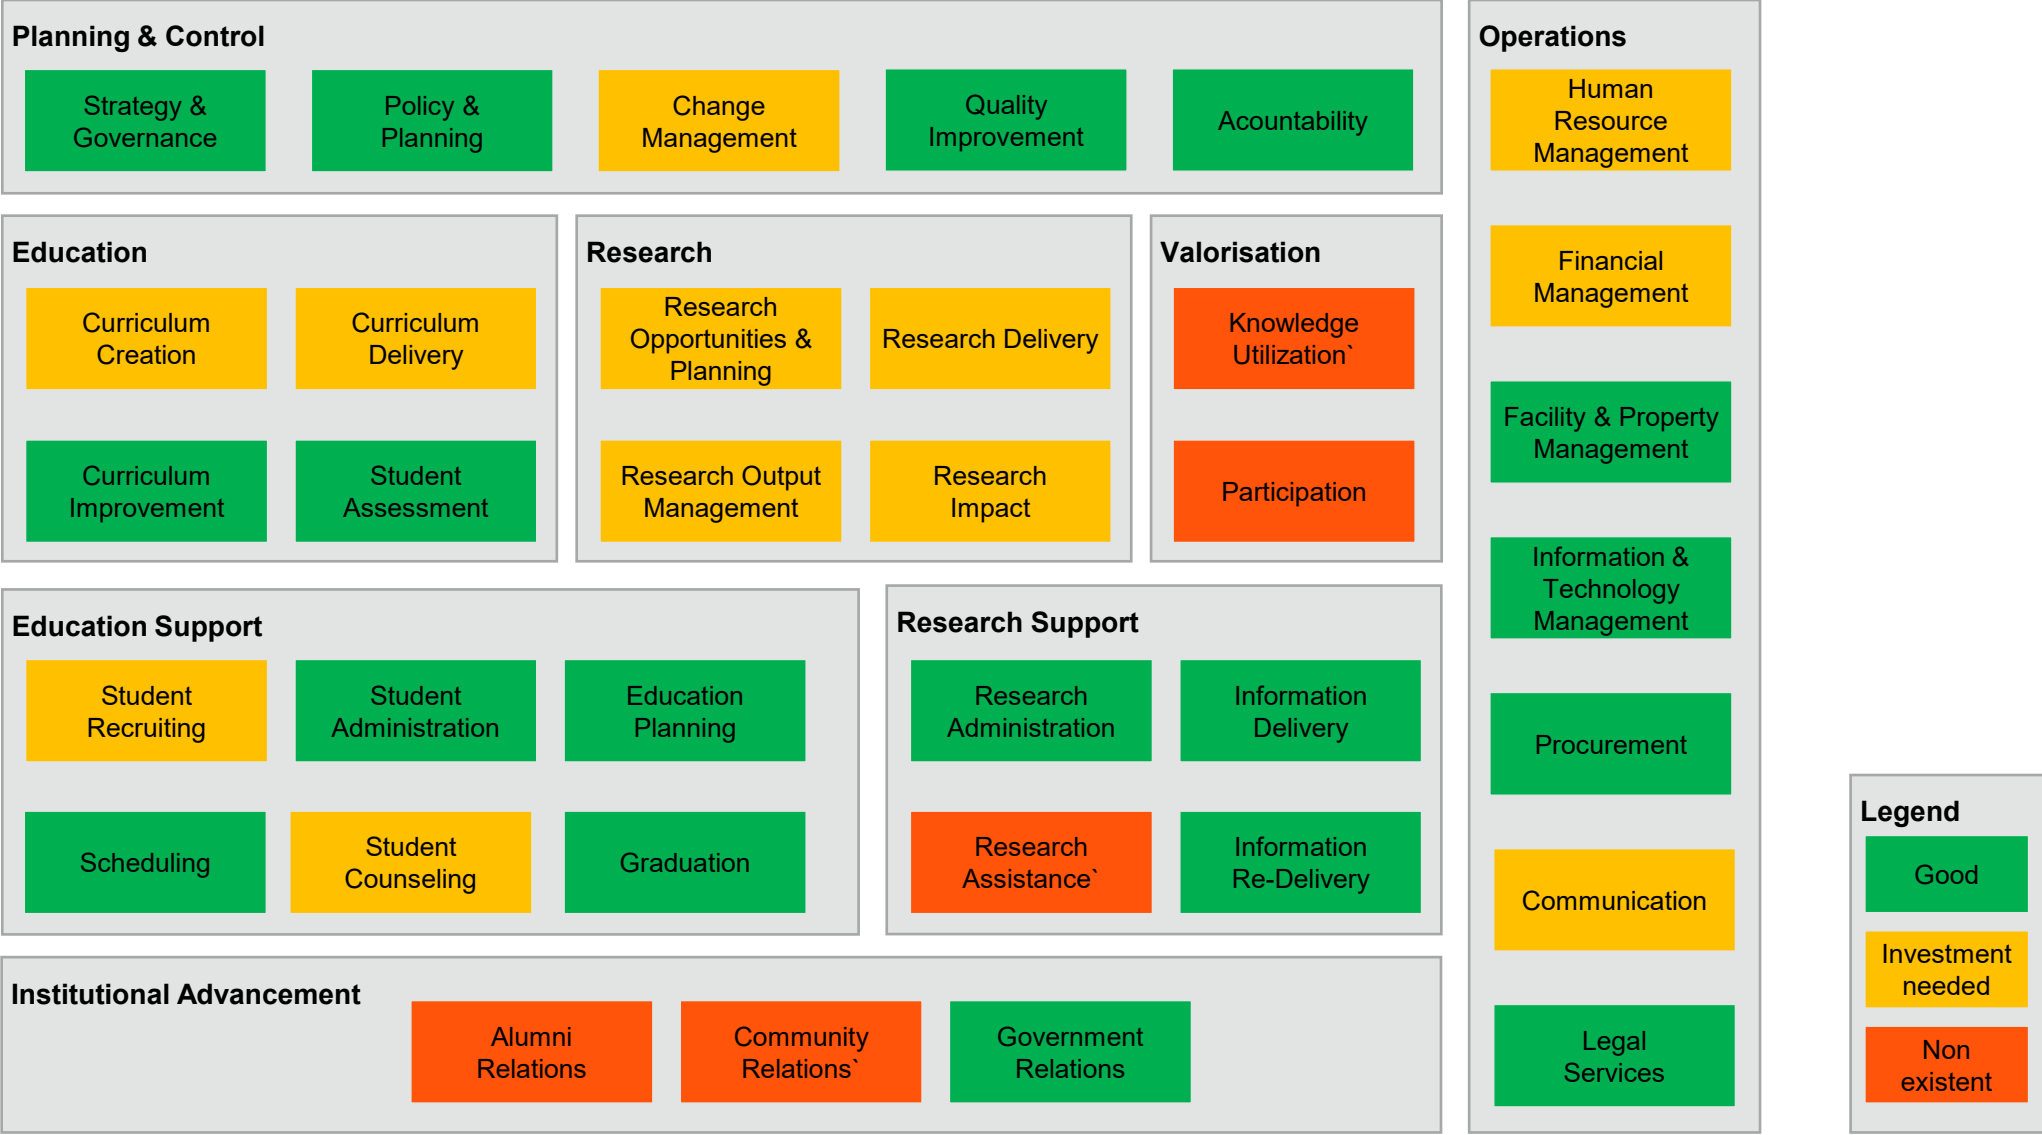 Planning & Control
Strategy &
Governance
Policy &
Planning
Change
Management
Quality
Improvement
Acountability
Education
Curriculum
Creation
Curriculum
Delivery
Curriculum
Improvement
Student
Assessment
Research
Research
Opportunities &
Planning
Research Delivery
Research Output
Management
Research
Impact
Valorisation
Knowledge
Utilization`
Participation
Education Support
Student
Recruiting
Student
Administration
Education
Planning
Scheduling
Student
Counseling
Graduation
Research Support
Research
Administration
Information
Delivery
Research
Assistance`
Information
Re-Delivery
Institutional Advancement
Alumni
Relations
Community
Relations`
Government
Relations
Operations
Human
Resource
Management
Financial
Management
Facility & Property
Management
Information &
Technology
Management
Procurement
Communication
Legal
Services
Legend
Good
Investment
needed
Non
existent